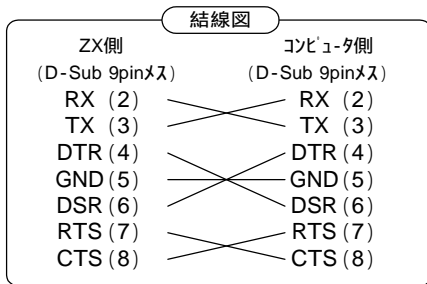 結線図
ZX側 コンピュータ側
(D-Sub 9pinメス) (D-Sub 9pinメス)
RX (2) RX (2)
TX (3) TX (3)
DTR (4) DTR (4)
GND (5) GND (5)
DSR (6) DSR (6)
RTS (7) RTS (7)
CTS (8) CTS (8)